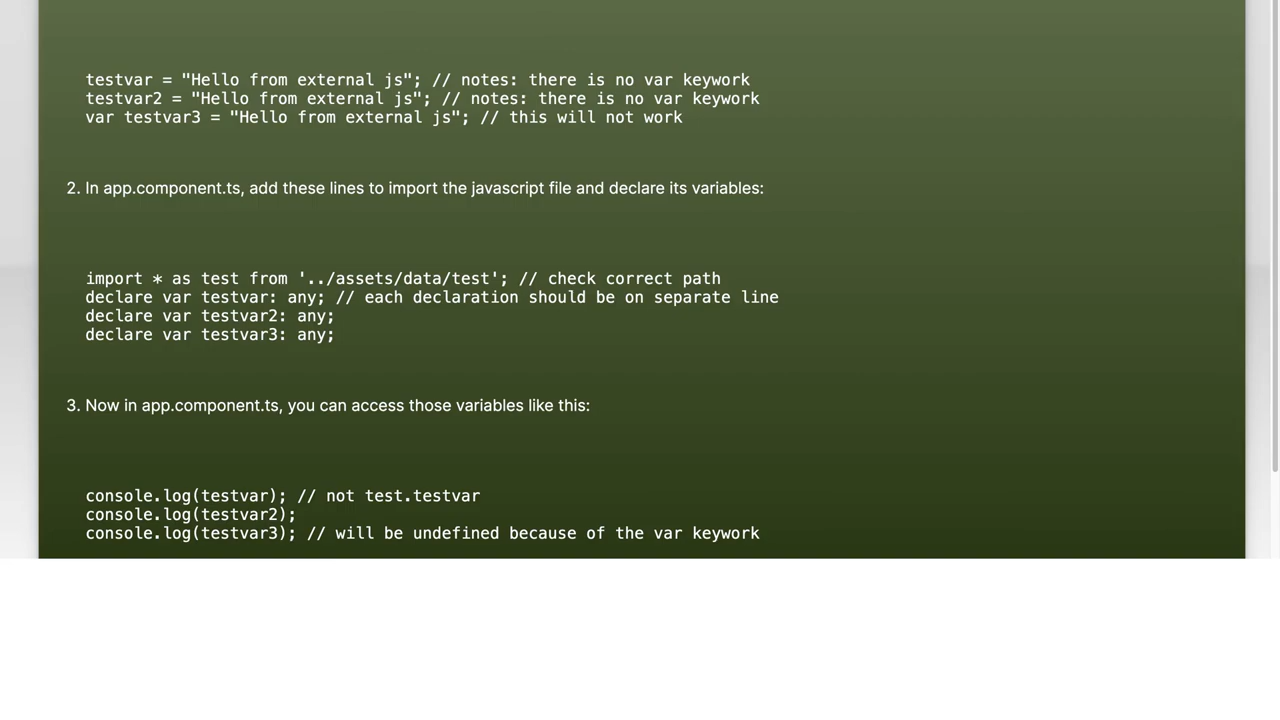 testvar = "Hello from external js"; // notes: there is no var keywork
testvar2 = "Hello from external js"; // notes: there is no var keywork
var testvar3 = "Hello from external js"; // this will not work
2. In app.component.ts, add these lines to import the javascript file and declare its variables:
import * as test from '../assets/data/test'; // check correct path
declare var testvar: any; // each declaration should be on separate line
declare var testvar2: any;
declare var testvar3: any;
3. Now in app.component.ts, you can access those variables like this:
console.log(testvar); // not test.testvar
console.log(testvar2);
console.log(testvar3); // will be undefined because of the var keywork